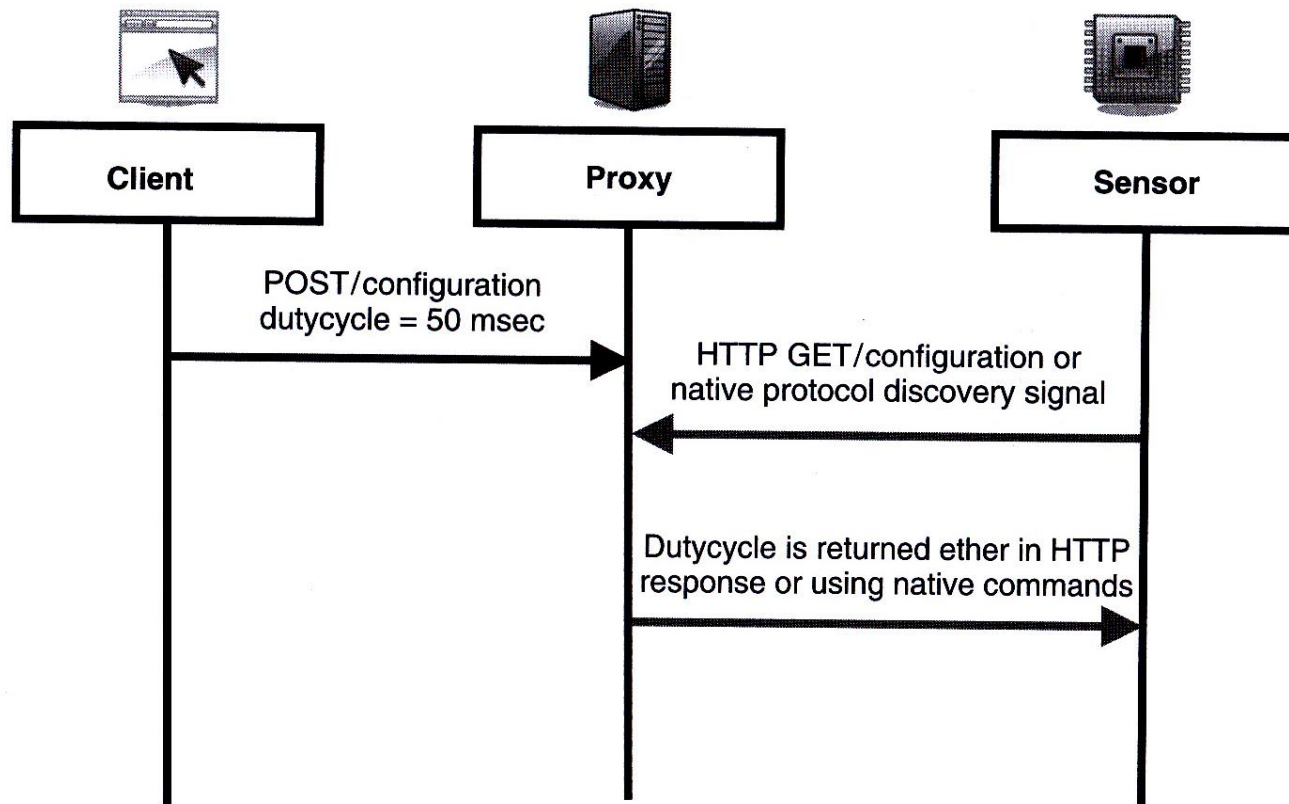 Client
Proxy
Sensor
POST/configuration
dutycycle = 50 msec
HTTP GET/configuration or
native protocol discovery signal
Dutycycle is returned ether in HTTP
response or using native commands